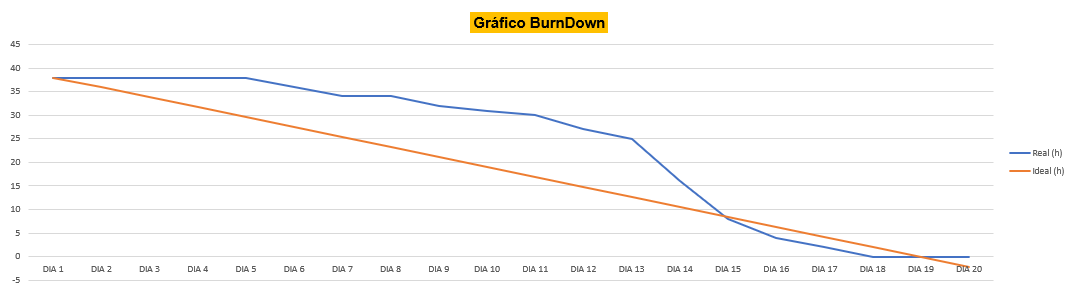 Gráfico BurnDown
45
40
35
30
25
20
15
10
5
0
-5
DIA 1 DIA 2 DIA 3 DIA 4 DIA 5 DIA 6 DIA 7 DIA 8 DIA 9 DIA 10 DIA 11 DIA 12 DIA 13 DIA 14 DIA 15 DIA 16 DIA 17 DIA 18 DIA 19 DIA 20
Real (h)
Ideal (h)